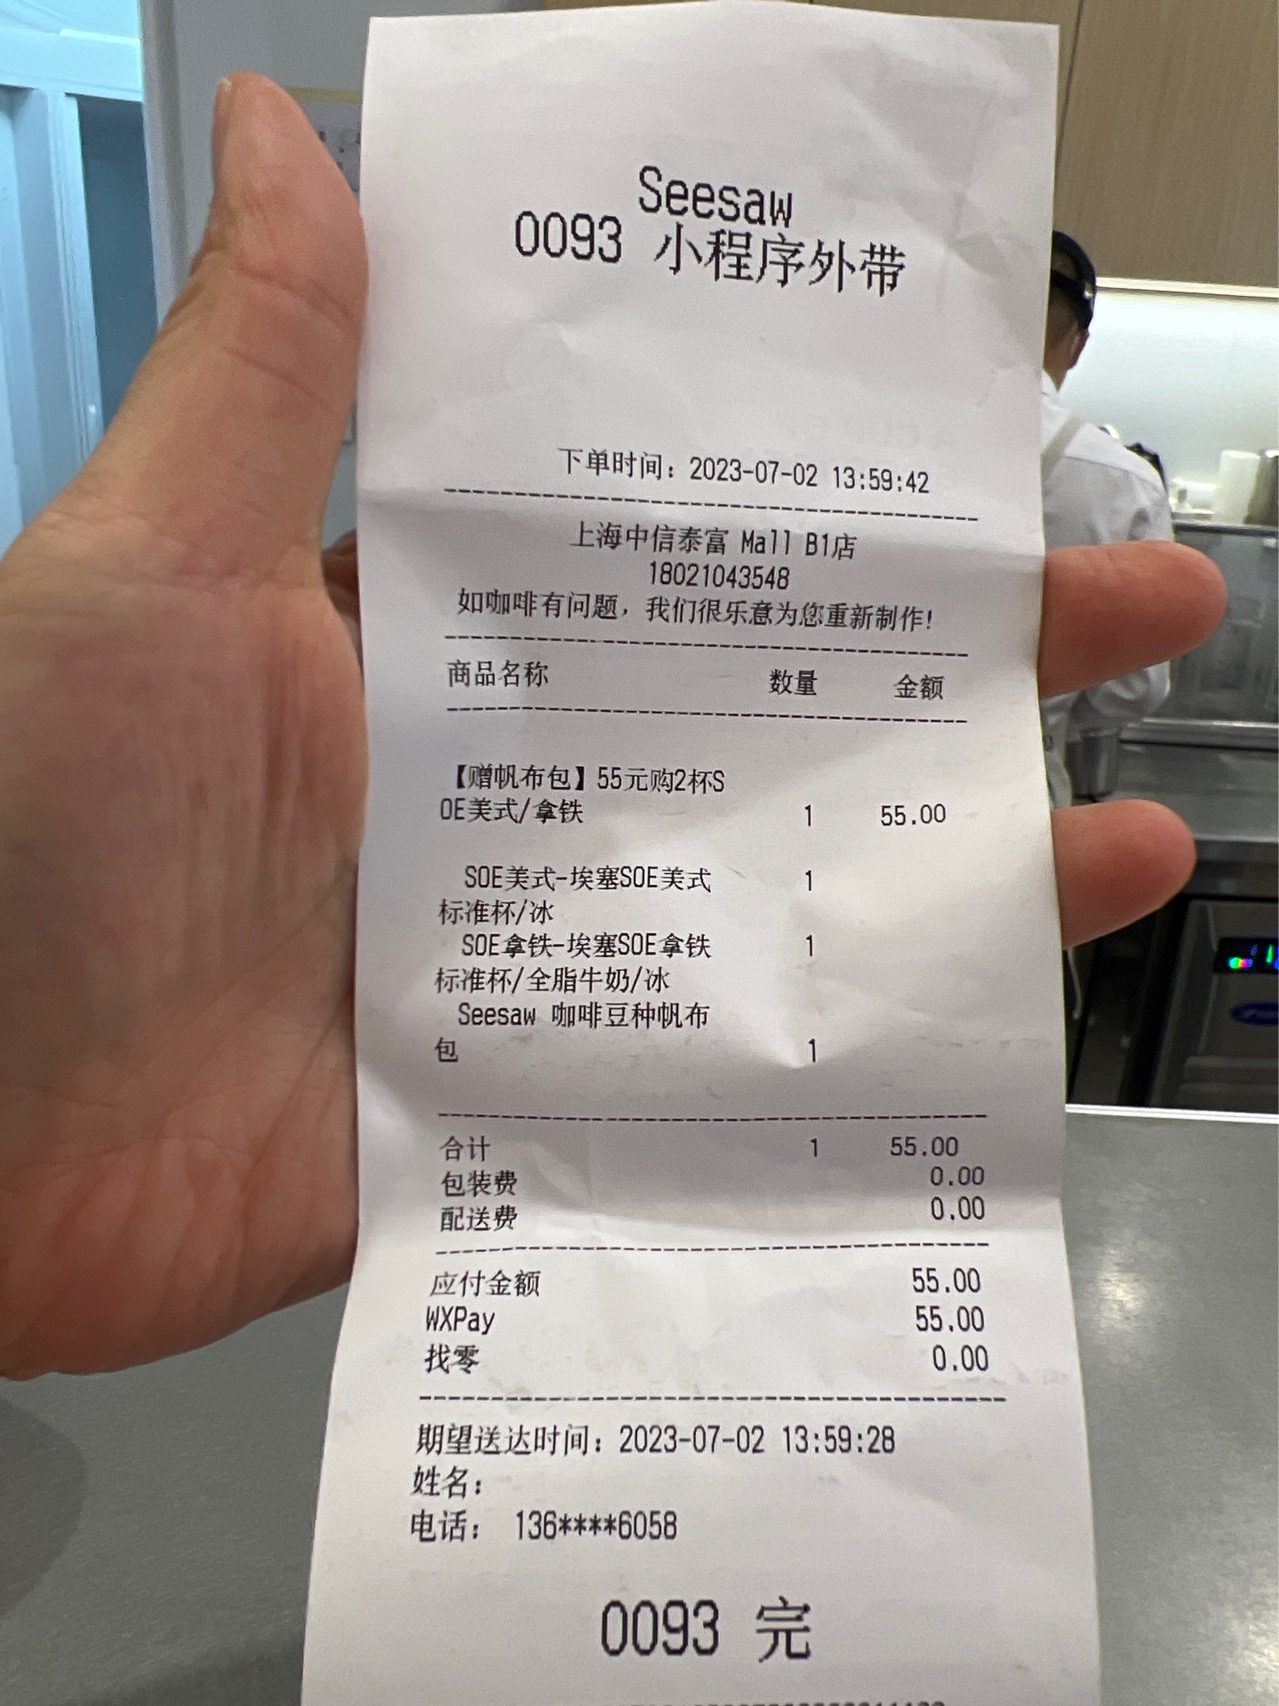 Seesaw
0093 小程序外带
下单时间：2023-07-02 13:59:42
上海中信泰富 Mall B1店
18021043548
如咖啡有问题，我们很乐意为您重新制作！
商品名称 数量 金额
【赠帆布包】55元购2杯S
OE美式/拿铁 1 55.00
SOE美式-埃塞SOE美式 1
标准杯/冰
SOE拿铁-埃塞SOE拿铁 1
标准杯/全脂牛奶/冰
Seesaw 咖啡豆种帆布
包 1
合计 1 55.00
包装费 0.00
配送费 0.00
应付金额 55.00
WXPay 55.00
找零 0.00
期望送达时间：2023-07-02 13:59:28
姓名：
电话： 136****6058
0093 完